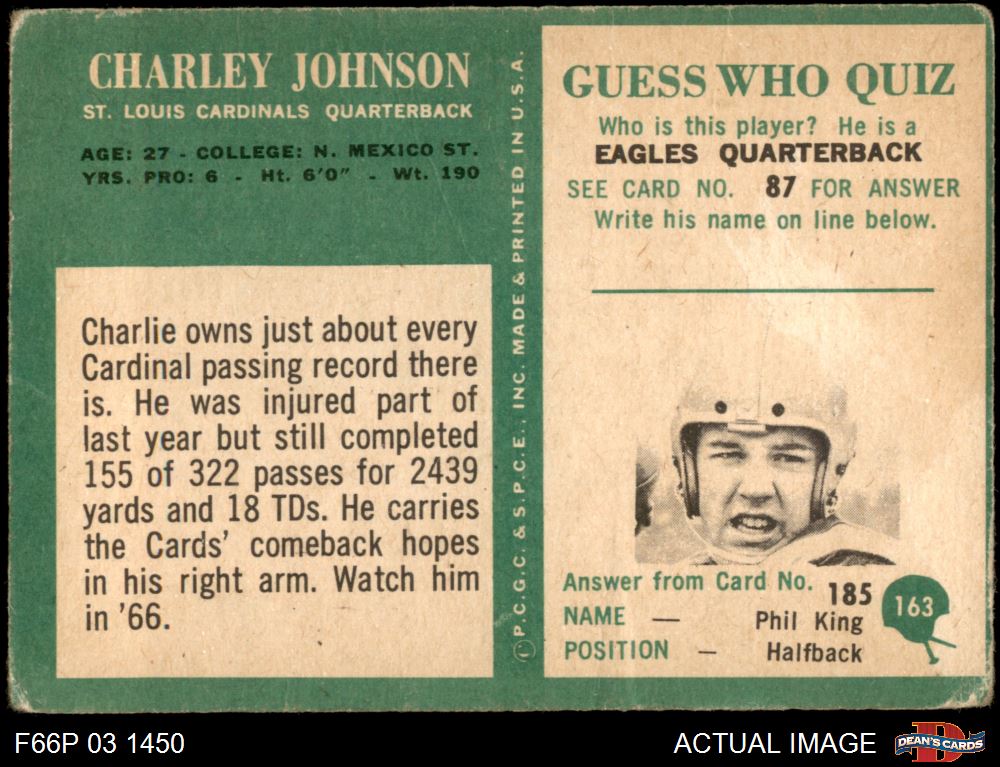 CHARLEY JOHNSON
ST. LOUIS CARDINALS QUARTERBACK
AGE: 27 - COLLEGE: N. MEXICO ST.
YRS. PRO: 6 - Ht. 6'0" - Wt. 190
Charlie owns just about every
Cardinal passing record there
is. He was injured part of
last year but still completed
155 of 322 passes for 2439
yards and 18 TDs. He carries
the Cards' comeback hopes
in his right arm. Watch him
in '66.
©P.C.G.C. & S.P.C.E., INC. MADE & PRINTED IN U.S.A.
GUESS WHO QUIZ
Who is this player? He is a
EAGLES QUARTERBACK
SEE CARD NO. 87 FOR ANSWER
Write his name on line below.
Answer from Card No. 185
NAME — Phil King
POSITION — Halfback
163
F66P 03 1450
ACTUAL IMAGE
D
DEAN'S CARDS